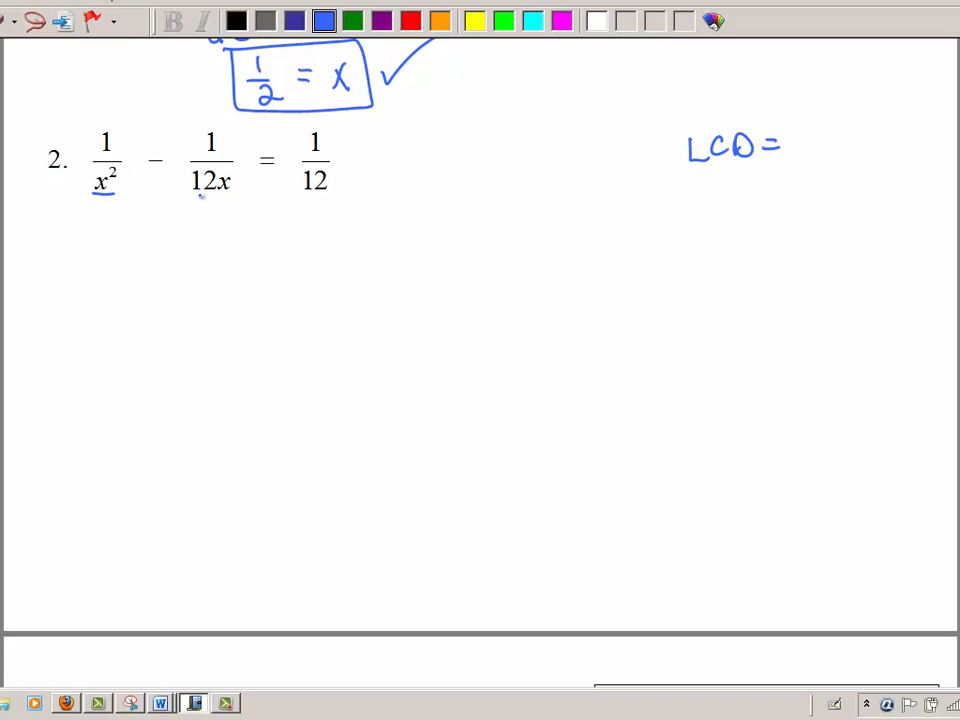 B I
1/2 = x
2. 1/x² − 1/12x = 1/12
LCD =